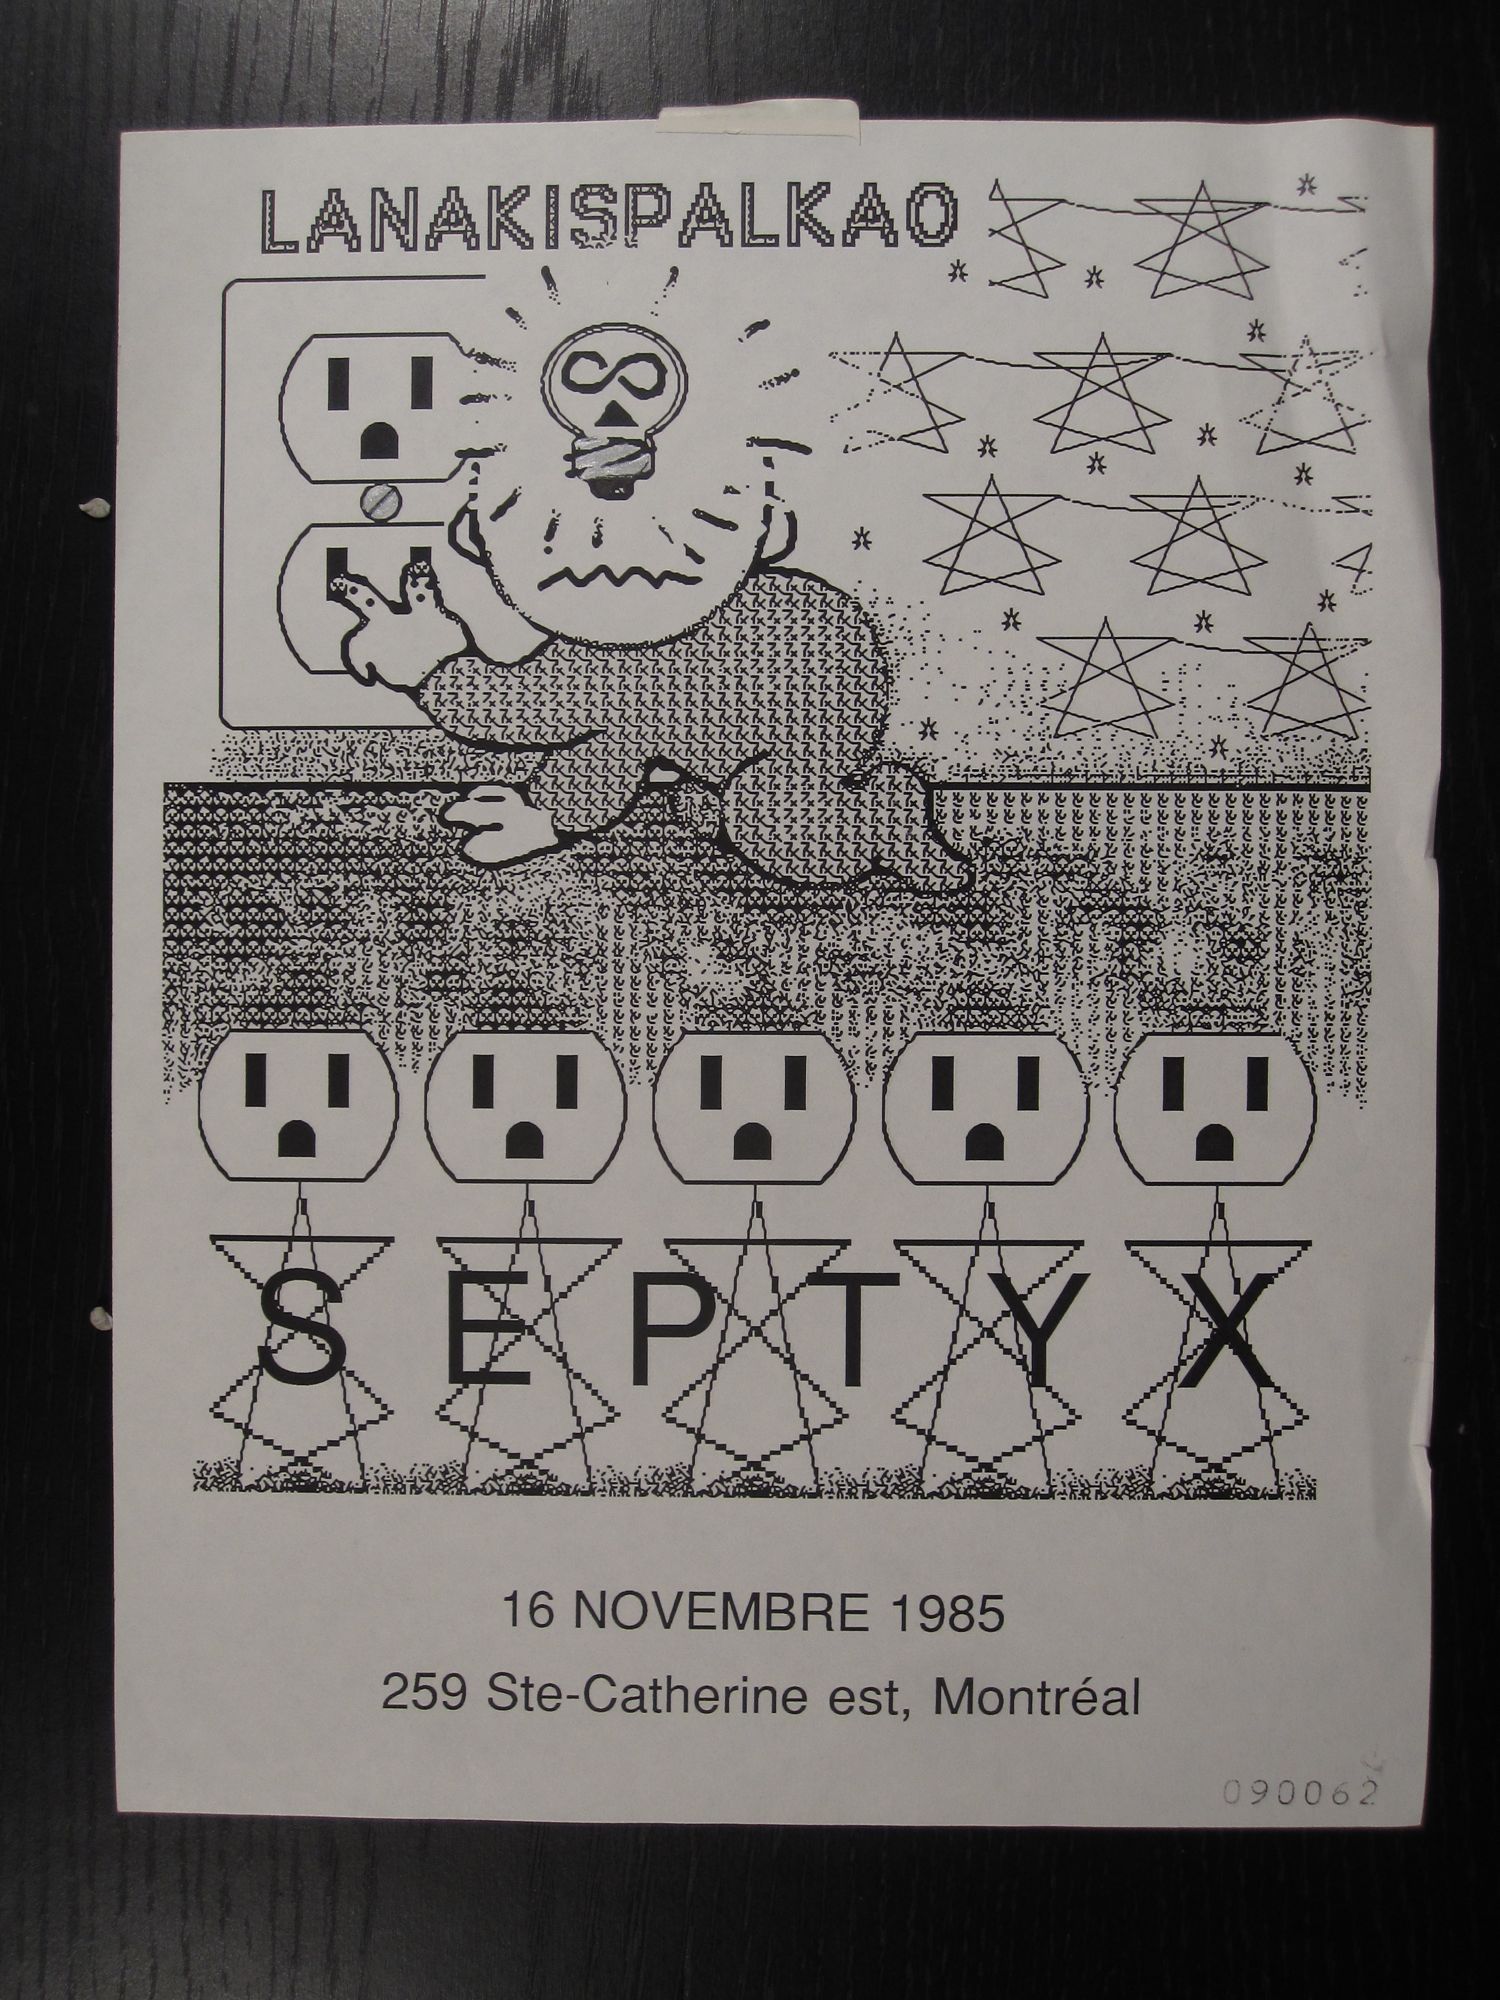 LANAKISPALKAO
SEPTYX
16 NOVEMBRE 1985
259 Ste-Catherine est, Montréal
090062